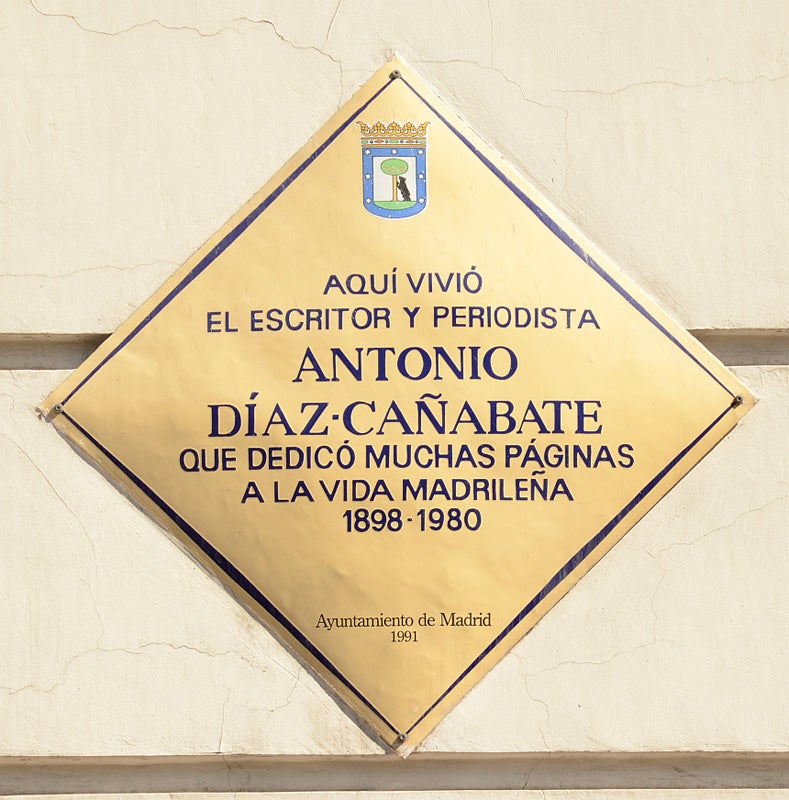 AQUÍ VIVIÓ
EL ESCRITOR Y PERIODISTA
ANTONIO
DÍAZ-CAÑABATE
QUE DEDICÓ MUCHAS PÁGINAS
A LA VIDA MADRILEÑA
1898-1980
Ayuntamiento de Madrid
1991